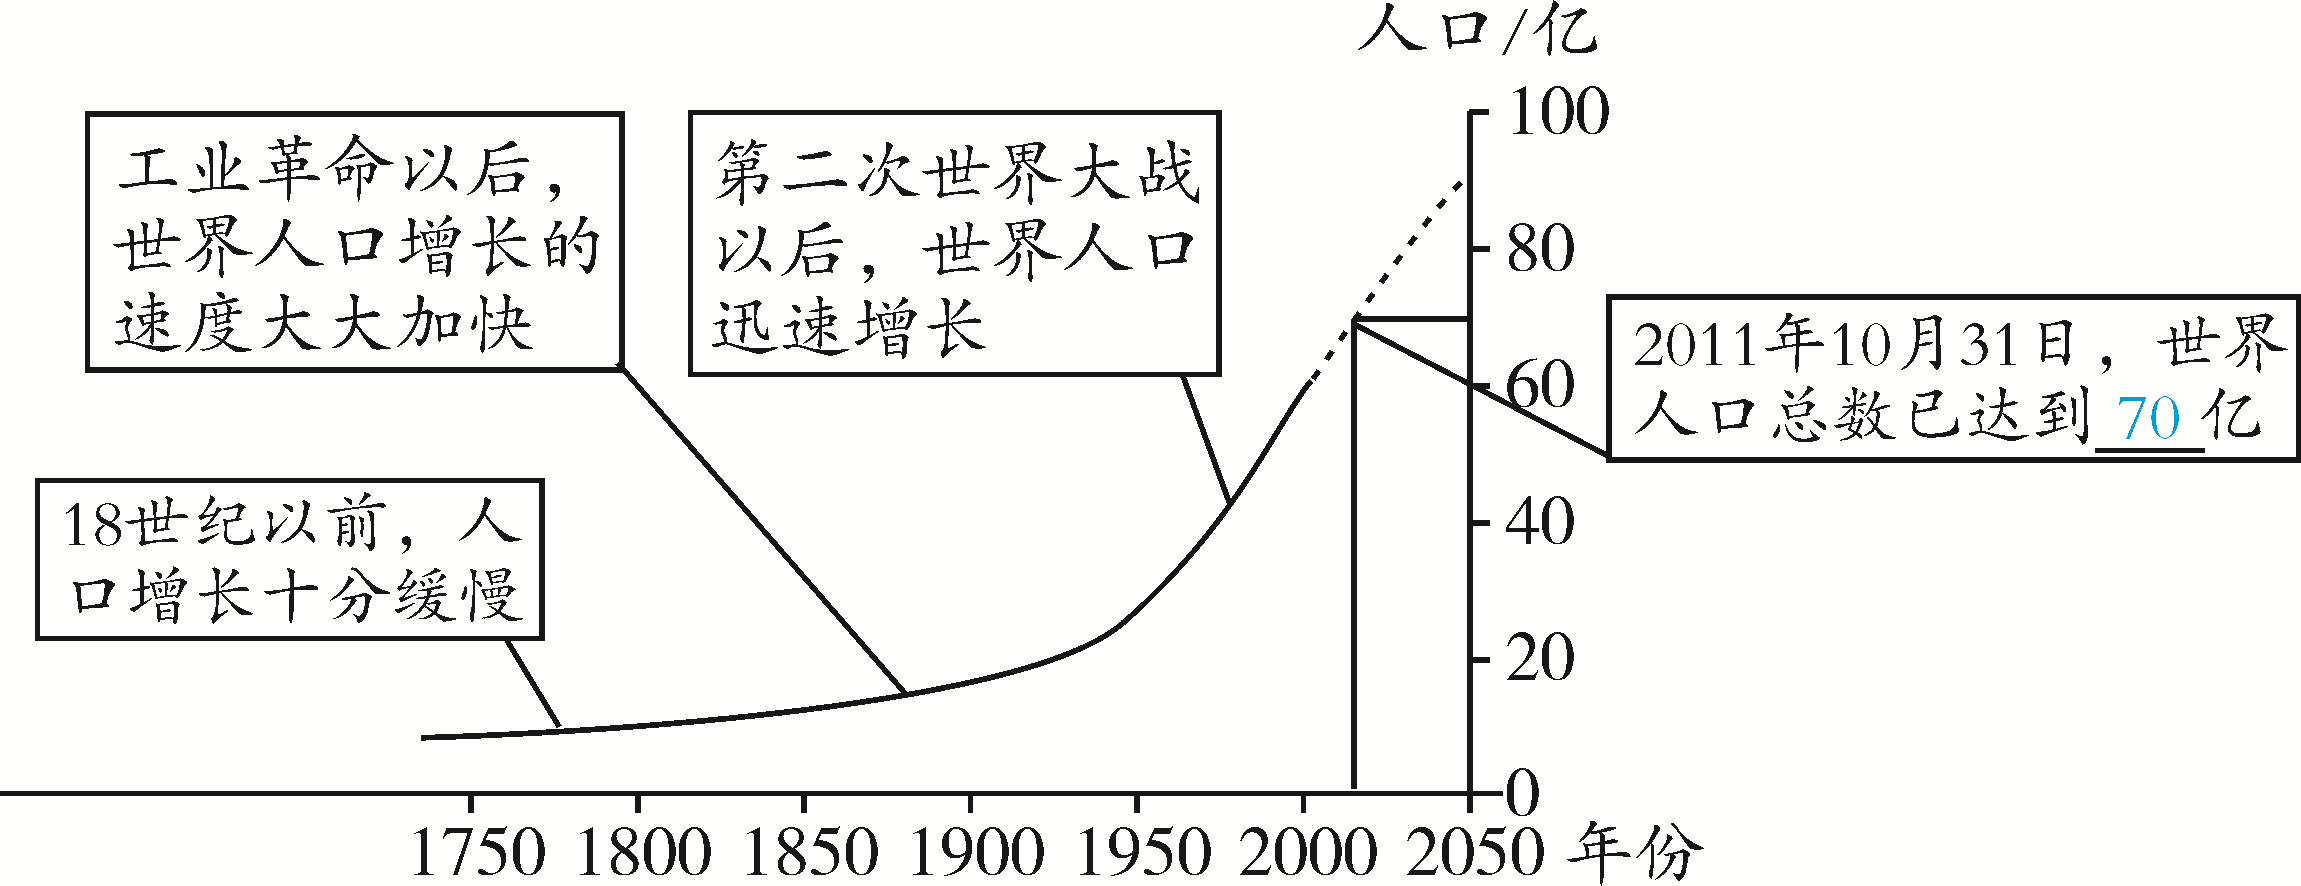 人口/亿
工业革命以后，
世界人口增长的
速度大大加快
第二次世界大战
以后，世界人口
迅速增长
18世纪以前，人
口增长十分缓慢
2011年10月31日，世界
人口总数已达到 70 亿
100
80
60
40
20
0
1750 1800 1850 1900 1950 2000 2050 年份